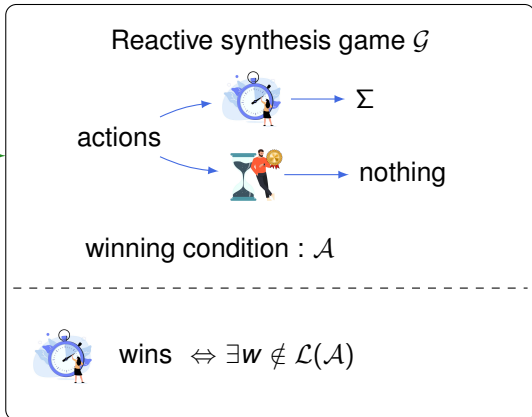 Reactive synthesis game 𝒢
Σ
actions
nothing
winning condition : 𝒜
wins ⇔ ∃w ∉ ℒ(𝒜)